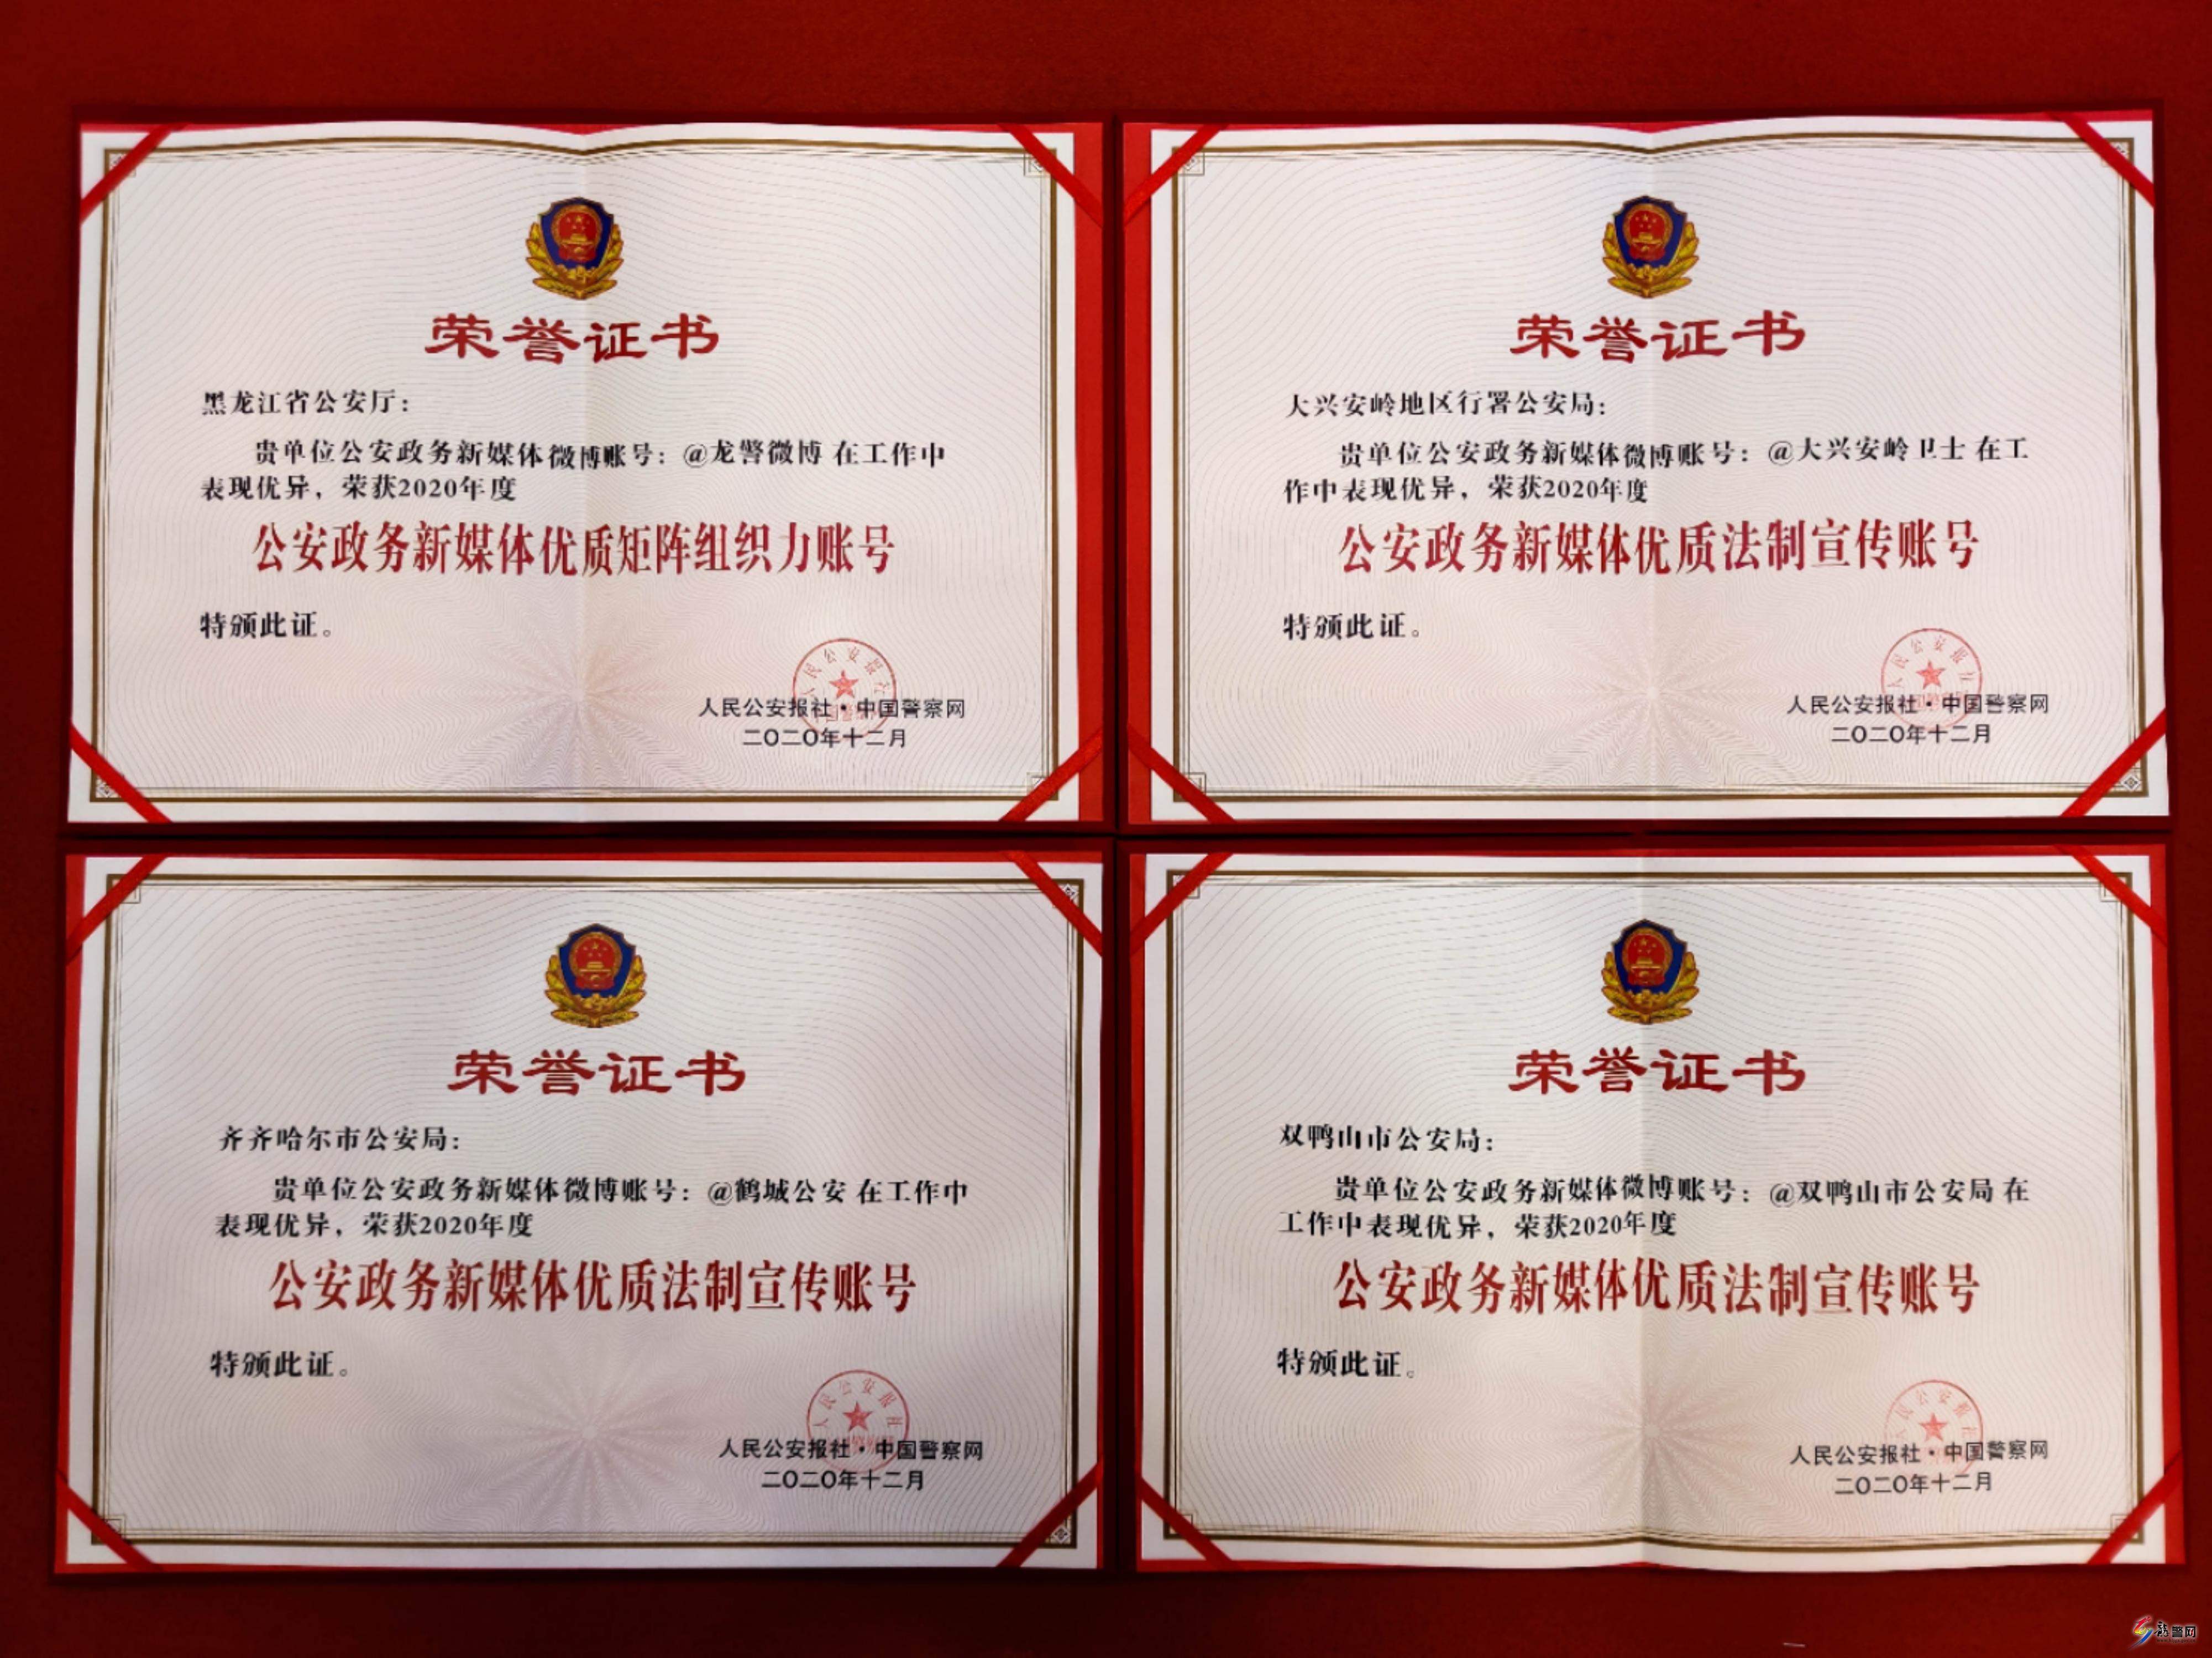 荣誉证书
黑龙江省公安厅：
贵单位公安政务新媒体微博账号：@龙警微博 在工作中
表现优异，荣获2020年度
公安政务新媒体优质矩阵组织力账号
特颁此证。
人民公安报社·中国警察网
二〇二〇年十二月
荣誉证书
大兴安岭地区行署公安局：
贵单位公安政务新媒体微博账号：@大兴安岭卫士 在工
作中表现优异，荣获2020年度
公安政务新媒体优质法制宣传账号
特颁此证。
人民公安报社·中国警察网
二〇二〇年十二月
荣誉证书
齐齐哈尔市公安局：
贵单位公安政务新媒体微博账号：@鹤城公安 在工作中
表现优异，荣获2020年度
公安政务新媒体优质法制宣传账号
特颁此证。
人民公安报社·中国警察网
二〇二〇年十二月
荣誉证书
双鸭山市公安局：
贵单位公安政务新媒体微博账号：@双鸭山市公安局 在
工作中表现优异，荣获2020年度
公安政务新媒体优质法制宣传账号
特颁此证。
人民公安报社·中国警察网
二〇二〇年十二月